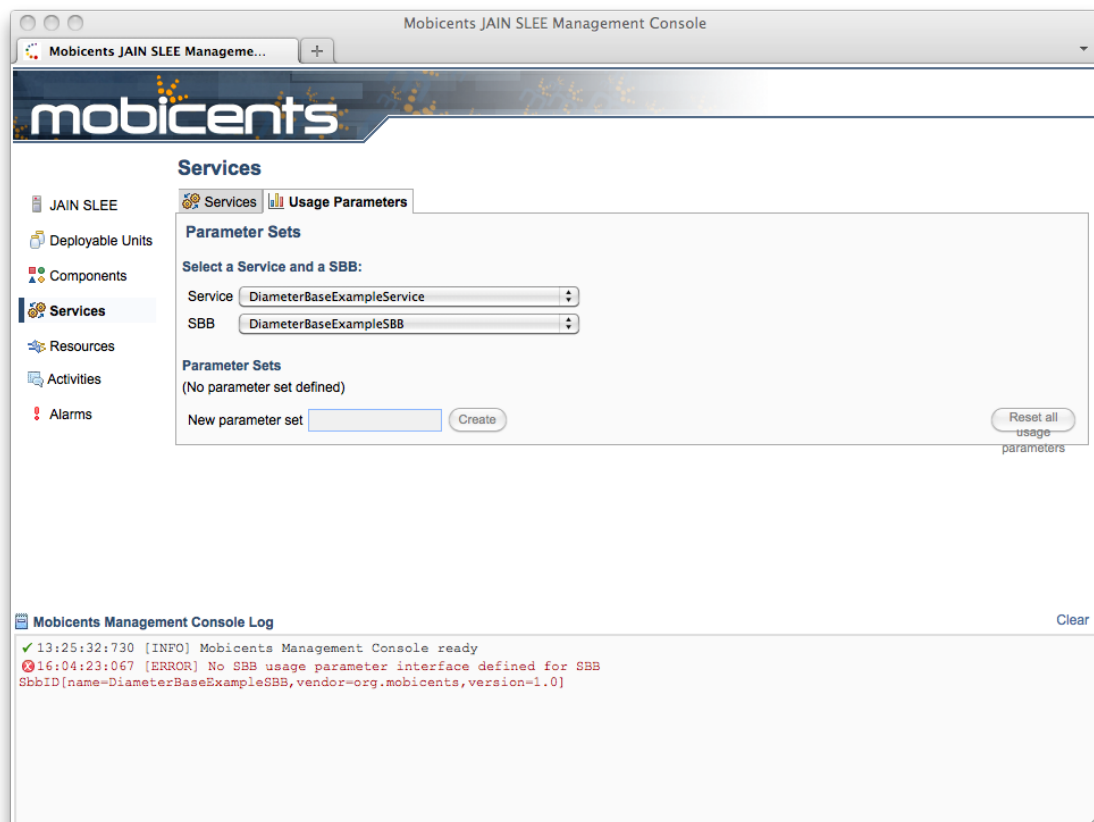 Mobicents JAIN SLEE Management Console
Mobicents JAIN SLEE Manageme...
mobicents
Services
JAIN SLEE
Deployable Units
Components
Services
Resources
Activities
Alarms
Services Usage Parameters
Parameter Sets
Select a Service and a SBB:
Service DiameterBaseExampleService
SBB DiameterBaseExampleSBB
Parameter Sets
(No parameter set defined)
New parameter set Create
Reset all
usage
parameters
Mobicents Management Console Log
Clear
13:25:32:730 [INFO] Mobicents Management Console ready
16:04:23:067 [ERROR] No SBB usage parameter interface defined for SBB
SbbID[name=DiameterBaseExampleSBB,vendor=org.mobicents,version=1.0]